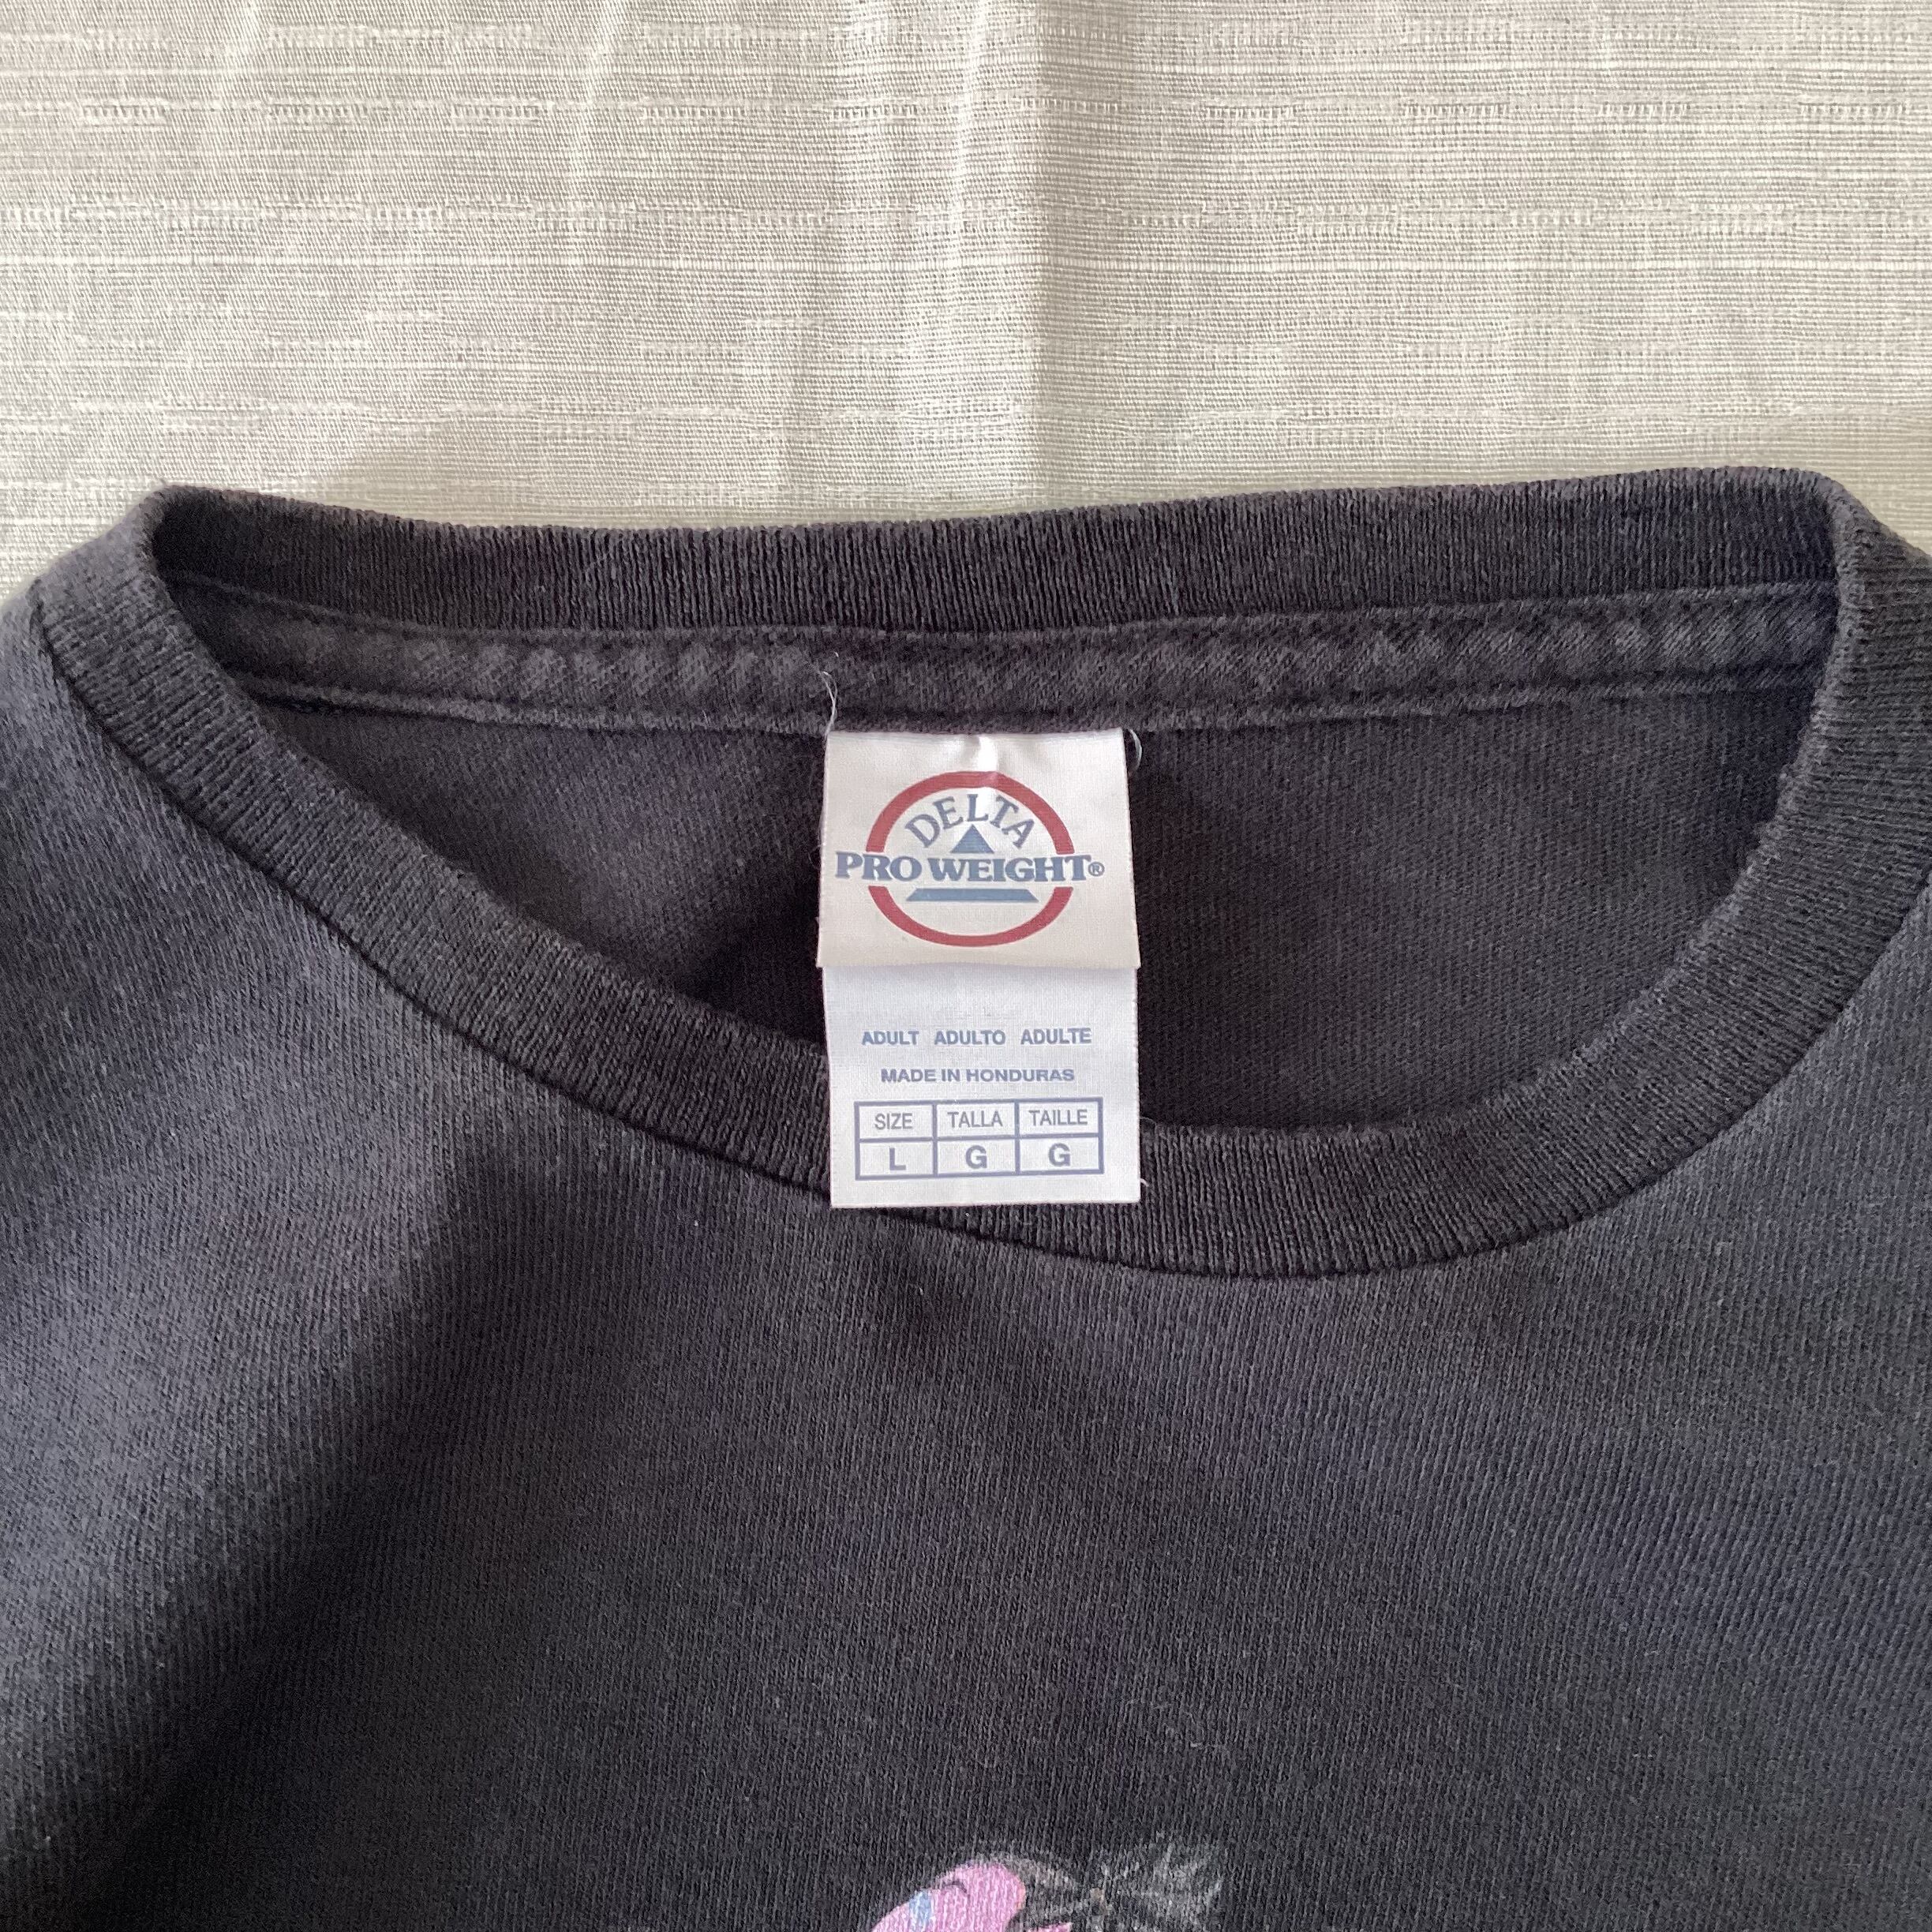 DELTA
PRO WEIGHT®
ADULT ADULTO ADULTE
MADE IN HONDURAS
SIZE TALLA TAILLE
L G G